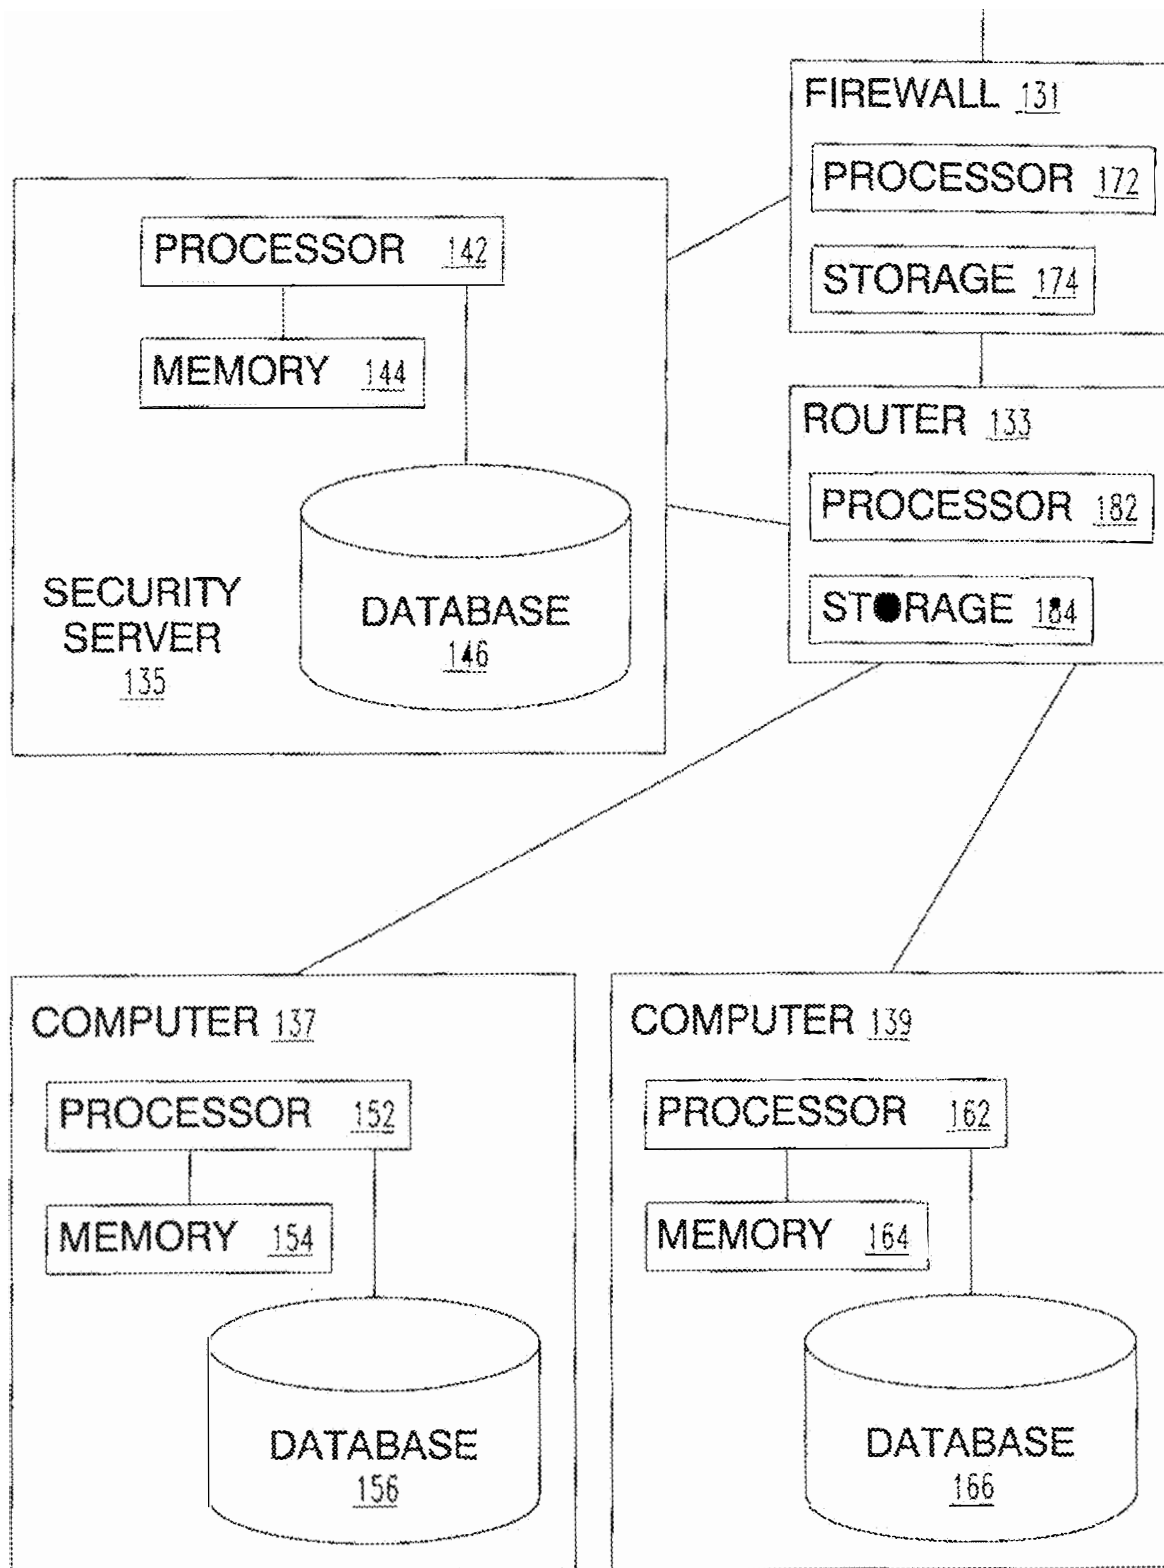 FIREWALL 131
PROCESSOR 172
STORAGE 174
PROCESSOR 142
MEMORY 144
DATABASE
146
SECURITY
SERVER
135
ROUTER 133
PROCESSOR 182
STORAGE 184
COMPUTER 137
PROCESSOR 152
MEMORY 154
DATABASE
156
COMPUTER 139
PROCESSOR 162
MEMORY 164
DATABASE
166